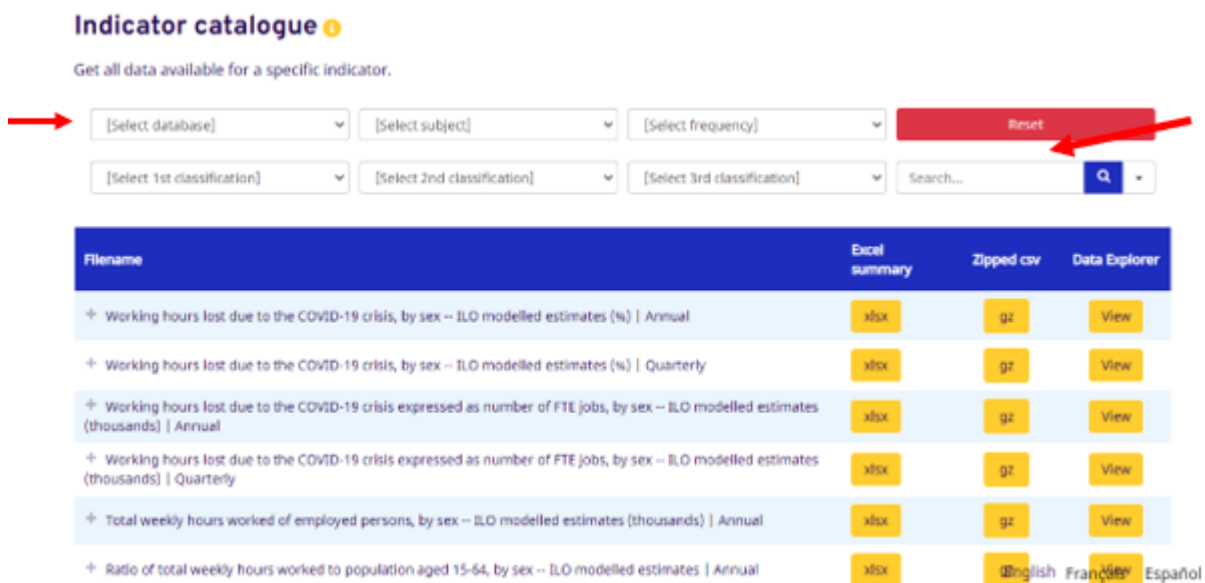 Indicator catalogue i
Get all data available for a specific indicator.
[Select database] [Select subject] [Select frequency] Reset
[Select 1st classification] [Select 2nd classification] [Select 3rd classification] Search...
Filename Excel summary Zipped csv Data Explorer
+ Working hours lost due to the COVID-19 crisis, by sex -- ILO modelled estimates (%) | Annual xlsx gz View
+ Working hours lost due to the COVID-19 crisis, by sex -- ILO modelled estimates (%) | Quarterly xlsx gz View
+ Working hours lost due to the COVID-19 crisis expressed as number of FTE jobs, by sex -- ILO modelled estimates
(thousands) | Annual xlsx gz View
+ Working hours lost due to the COVID-19 crisis expressed as number of FTE jobs, by sex -- ILO modelled estimates
(thousands) | Quarterly xlsx gz View
+ Total weekly hours worked of employed persons, by sex -- ILO modelled estimates (thousands) | Annual xlsx gz View
+ Ratio of total weekly hours worked to population aged 15-64, by sex -- ILO modelled estimates | Annual xlsx gz View
English Français Español